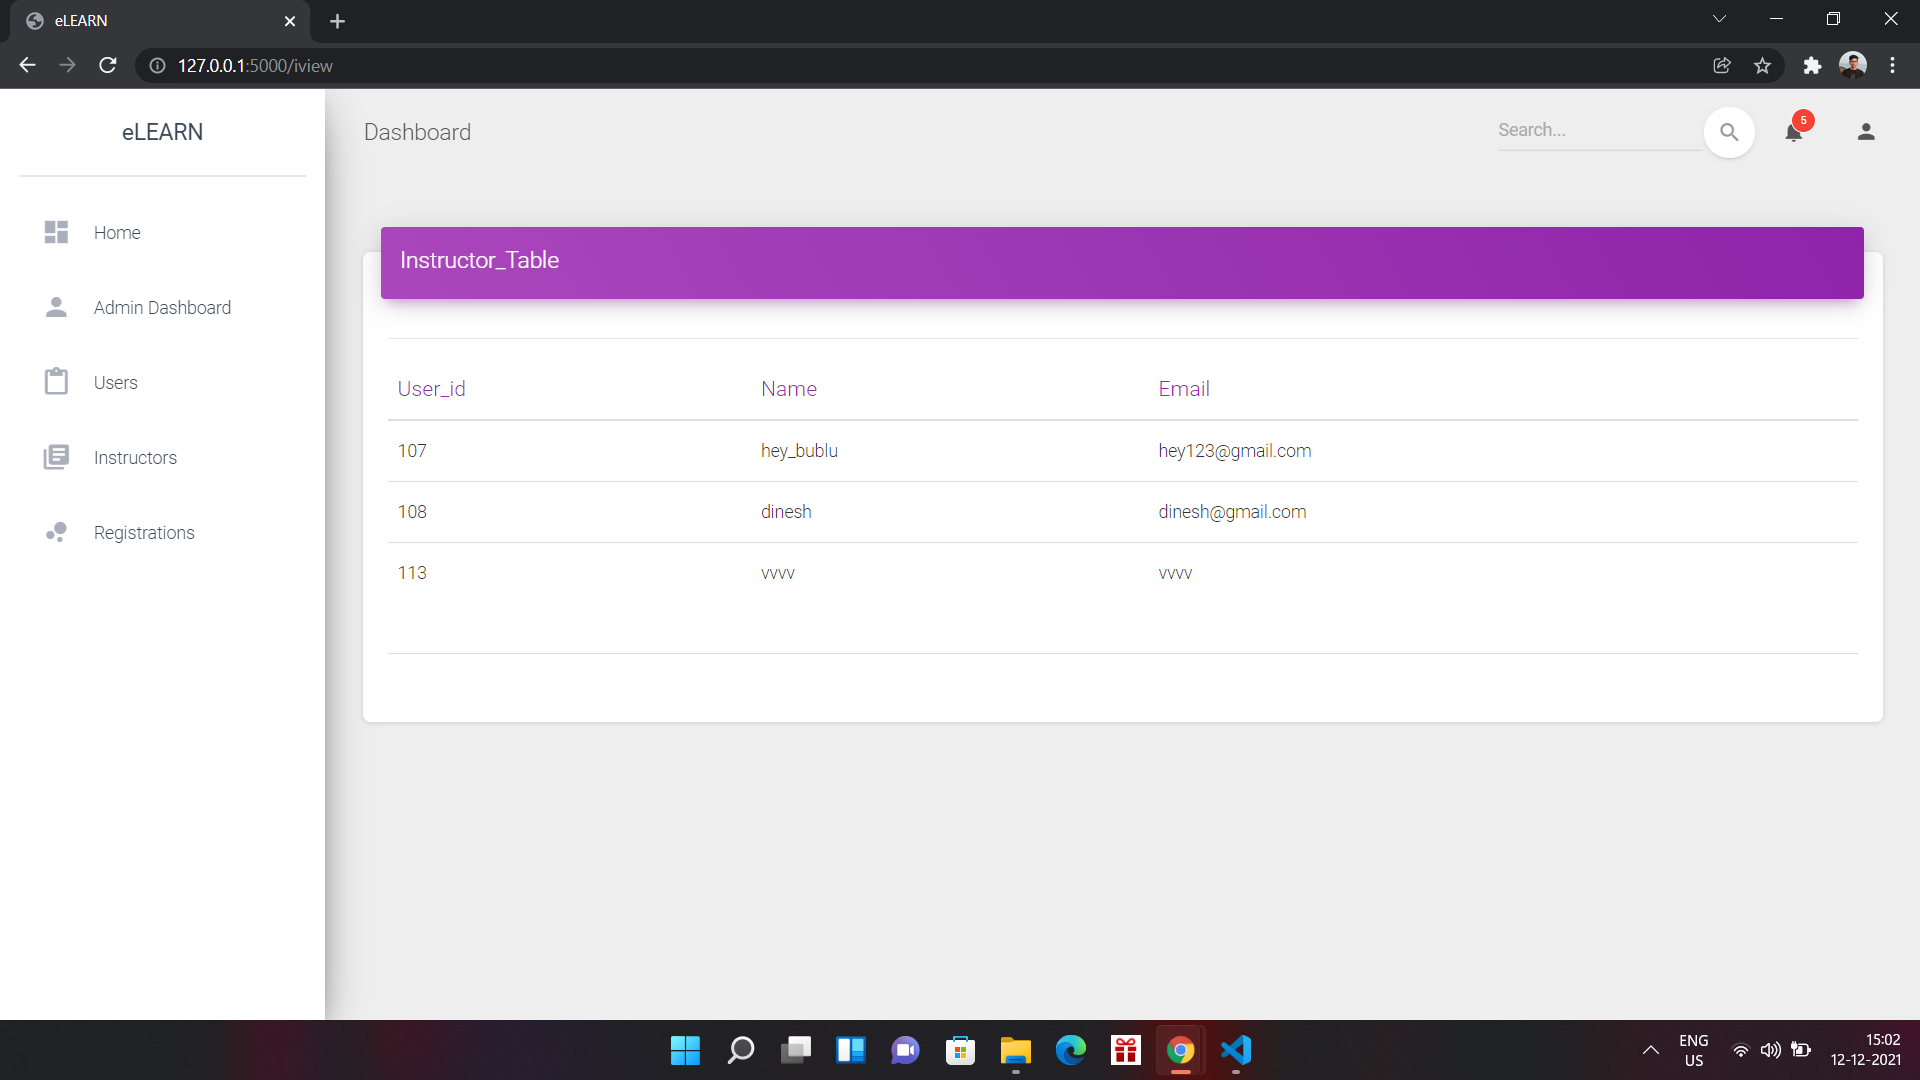 eLEARN
127.0.0.1:5000/iview
eLEARN
Dashboard
Search...
5
Home
Admin Dashboard
Users
Instructors
Registrations
Instructor_Table
User_id Name Email
107 hey_bublu hey123@gmail.com
108 dinesh dinesh@gmail.com
113 vvvv vvvv
ENG
US
15:02
12-12-2021